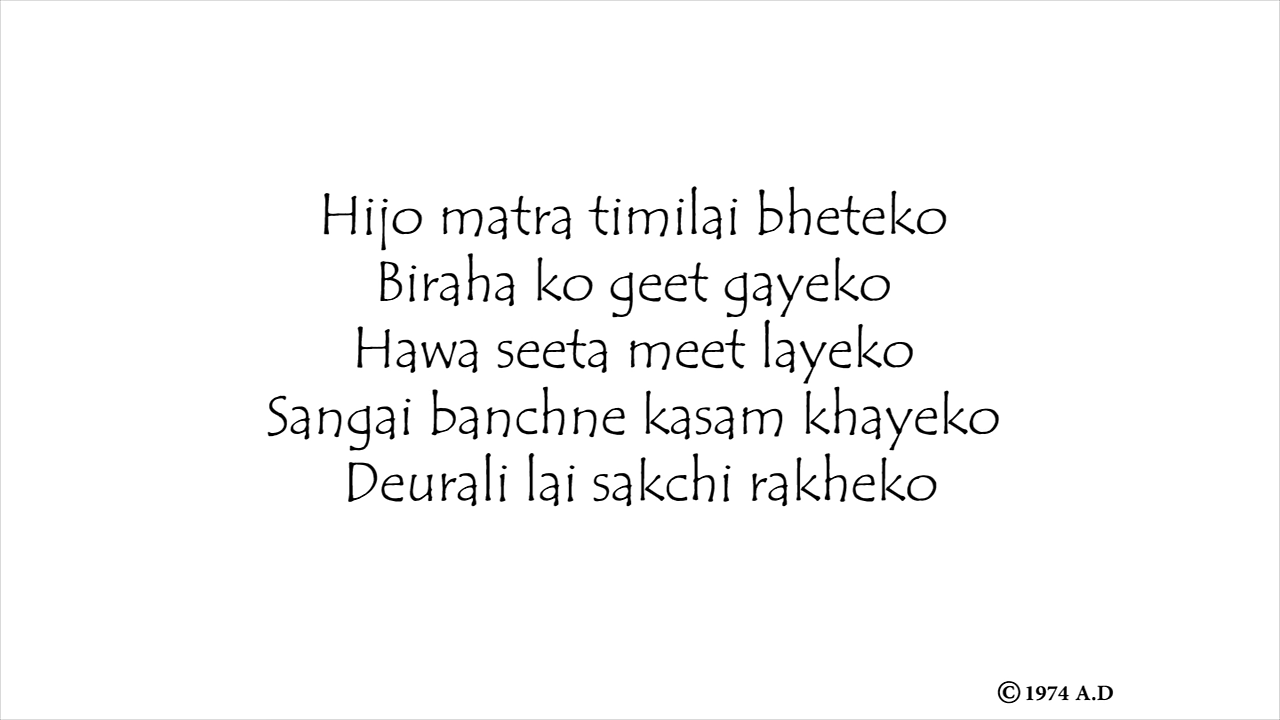 Hijo matra timilai bheteko
Biraha ko geet gayeko
Hawa seeta meet layeko
Sangai banchne kasam khayeko
Deurali lai sakchi rakheko
© 1974 A.D